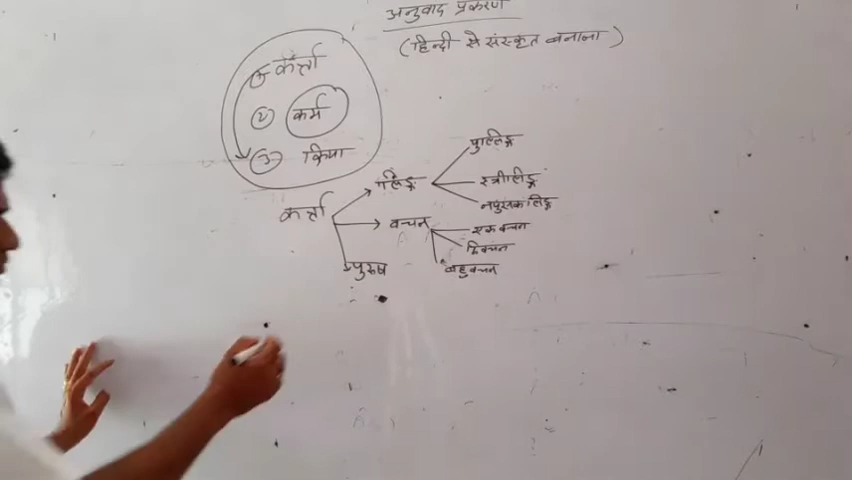 अनुवाद प्रकरण
(हिन्दी से संस्कृत बनाना)
① कर्त्ता
② कर्म
③ क्रिया
कर्त्ता
लिङ्ग
पुल्लिङ्ग
स्त्रीलिङ्ग
नपुंसकलिङ्ग
वचन
एकवचन
द्विवचन
बहुवचन
पुरुष